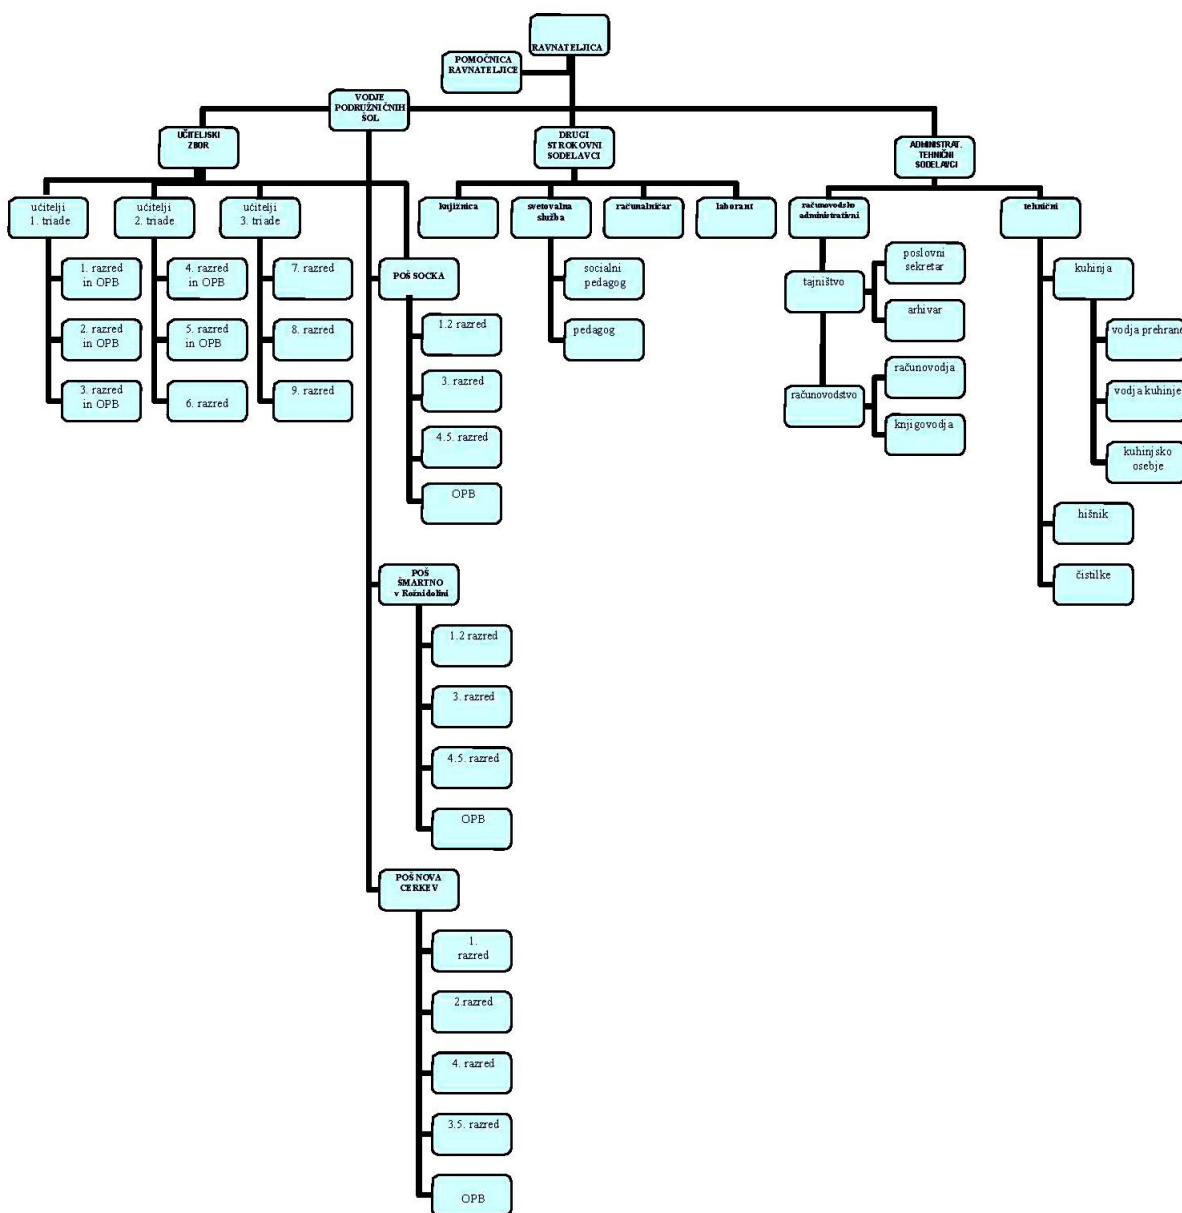 RAVNATELJICA
POMOČNICA
RAVNATELJICE
VODJE
PODRUŽNIČNIH
ŠOL
UČITELJSKI
ZBOR
DRUGI
STROKOVNI
SODELAVCI
ADMINISTRAT.
TEHNIČNI
SODELAVCI
učitelji
1. triade
učitelji
2. triade
učitelji
3. triade
knjižnica
svetovalna
služba
računalničar
laborant
računovodsko
administrativni
tehnični
1. razred
in OPB
2. razred
in OPB
3. razred
in OPB
4. razred
in OPB
5. razred
in OPB
6. razred
7. razred
8. razred
9. razred
POŠ SOCKA
1.2 razred
3. razred
4.5. razred
OPB
socialni
pedagog
pedagog
tajništvo
poslovni
sekretar
arhivar
računovodstvo
računovodja
knjigovodja
kuhinja
vodja prehrane
vodja kuhinje
kuhinjsko
osebje
hišnik
čistilke
POŠ
ŠMARTNO
v Rožni dolini
1.2 razred
3. razred
4.5. razred
OPB
POŠ NOVA
CERKEV
1.
razred
2.razred
4. razred
3.5. razred
OPB